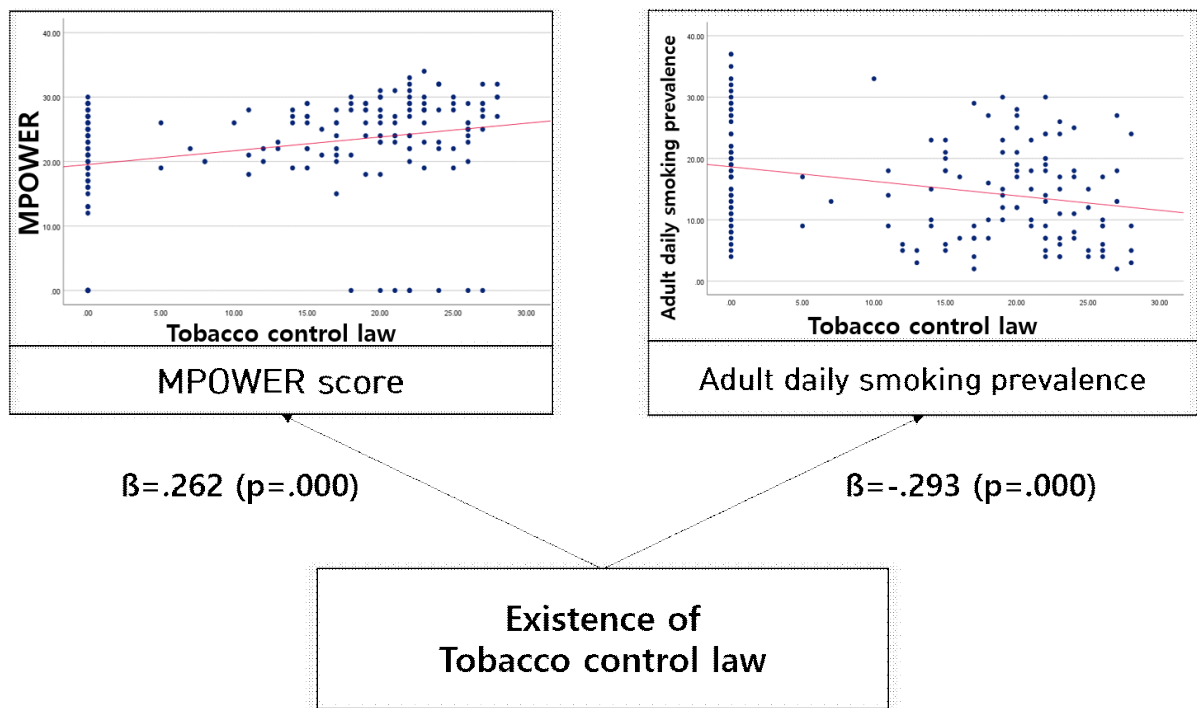 40.00
30.00
20.00
10.00
.00
MPOWER
.00 5.00 10.00 15.00 20.00 25.00 30.00
Tobacco control law
MPOWER score
40.00
30.00
20.00
10.00
.00
Adult daily smoking prevalence
.00 5.00 10.00 15.00 20.00 25.00 30.00
Tobacco control law
Adult daily smoking prevalence
ß=.262 (p=.000)
ß=-.293 (p=.000)
Existence of
Tobacco control law